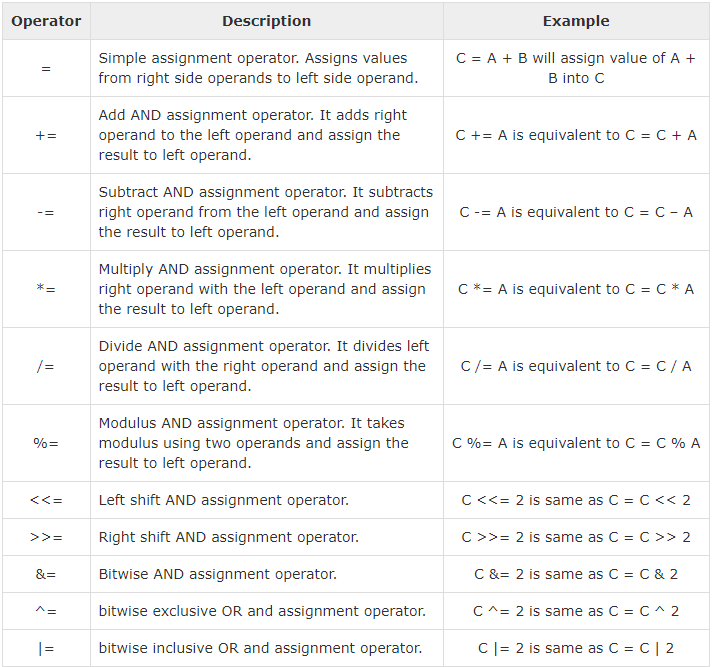 Operator Description Example
= Simple assignment operator. Assigns values
from right side operands to left side operand. C = A + B will assign value of A +
B into C
+= Add AND assignment operator. It adds right
operand to the left operand and assign the
result to left operand. C += A is equivalent to C = C + A
-= Subtract AND assignment operator. It subtracts
right operand from the left operand and assign
the result to left operand. C -= A is equivalent to C = C – A
*= Multiply AND assignment operator. It multiplies
right operand with the left operand and assign
the result to left operand. C *= A is equivalent to C = C * A
/= Divide AND assignment operator. It divides left
operand with the right operand and assign the
result to left operand. C /= A is equivalent to C = C / A
%= Modulus AND assignment operator. It takes
modulus using two operands and assign the
result to left operand. C %= A is equivalent to C = C % A
<<= Left shift AND assignment operator. C <<= 2 is same as C = C << 2
>>= Right shift AND assignment operator. C >>= 2 is same as C = C >> 2
&= Bitwise AND assignment operator. C &= 2 is same as C = C & 2
^= bitwise exclusive OR and assignment operator. C ^= 2 is same as C = C ^ 2
|= bitwise inclusive OR and assignment operator. C |= 2 is same as C = C | 2